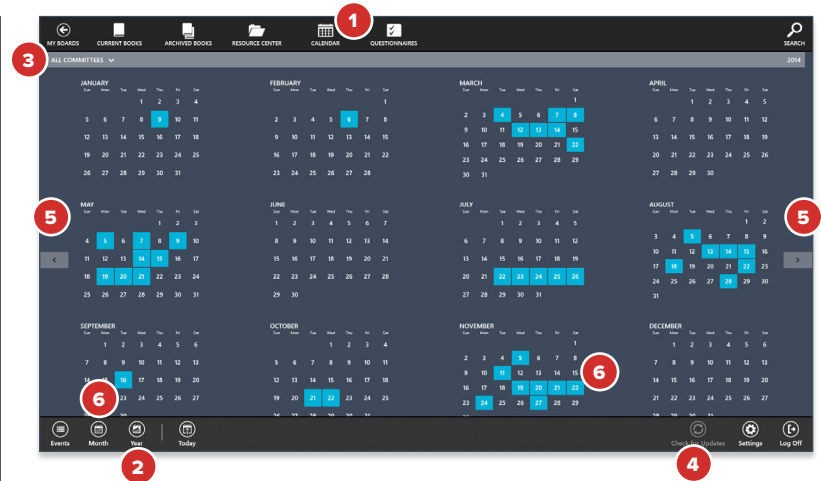 1
MY BOARDS
CURRENT BOOKS
ARCHIVED BOOKS
RESOURCE CENTER
CALENDAR
QUESTIONNAIRES
SEARCH
3
ALL COMMITTEES
2014
JANUARY
Sun Mon Tue Wed Thu Fri Sat
1 2 3 4
5 6 7 8 9 10 11
12 13 14 15 16 17 18
19 20 21 22 23 24 25
26 27 28 29 30 31
FEBRUARY
Sun Mon Tue Wed Thu Fri Sat
1
2 3 4 5 6 7 8
9 10 11 12 13 14 15
16 17 18 19 20 21 22
23 24 25 26 27 28
MARCH
Sun Mon Tue Wed Thu Fri Sat
1
2 3 4 5 6 7 8
9 10 11 12 13 14 15
16 17 18 19 20 21 22
23 24 25 26 27 28 29
30 31
APRIL
Sun Mon Tue Wed Thu Fri Sat
1 2 3 4 5
6 7 8 9 10 11 12
13 14 15 16 17 18 19
20 21 22 23 24 25 26
27 28 29 30
5
MAY
Sun Mon Tue Wed Thu Fri Sat
1 2 3
4 5 6 7 8 9 10
11 12 13 14 15 16 17
18 19 20 21 22 23 24
25 26 27 28 29 30 31
JUNE
Sun Mon Tue Wed Thu Fri Sat
1 2 3 4 5 6 7
8 9 10 11 12 13 14
15 16 17 18 19 20 21
22 23 24 25 26 27 28
29 30
JULY
Sun Mon Tue Wed Thu Fri Sat
1 2 3 4 5
6 7 8 9 10 11 12
13 14 15 16 17 18 19
20 21 22 23 24 25 26
27 28 29 30 31
AUGUST
Sun Mon Tue Wed Thu Fri Sat
1 2
3 4 5 6 7 8 9
10 11 12 13 14 15 16
17 18 19 20 21 22 23
24 25 26 27 28 29 30
31
5
SEPTEMBER
Sun Mon Tue Wed Thu Fri Sat
1 2 3 4 5 6
7 8 9 10 11 12 13
14 15 16 17 18 19 20
23 24 25 26 27
OCTOBER
Sun Mon Tue Wed Thu Fri Sat
1 2 3 4
5 6 7 8 9 10 11
12 13 14 15 16 17 18
19 20 21 22 23 24 25
26 27 28 29 30 31
NOVEMBER
Sun Mon Tue Wed Thu Fri Sat
1
2 3 4 5 6 7 8
9 10 11 12 13 14 15
16 17 18 19 20 21 22
23 24 25 26 27 28 29
DECEMBER
Sun Mon Tue Wed Thu Fri Sat
1 2 3 4 5 6
7 8 9 10 11 12 13
14 15 16 17 18 19 20
21 22 23 24 25 26 27
28 29 30 31
6
6
Events
Month
Year
Today
Check for Updates
Settings
Log Off
2
4